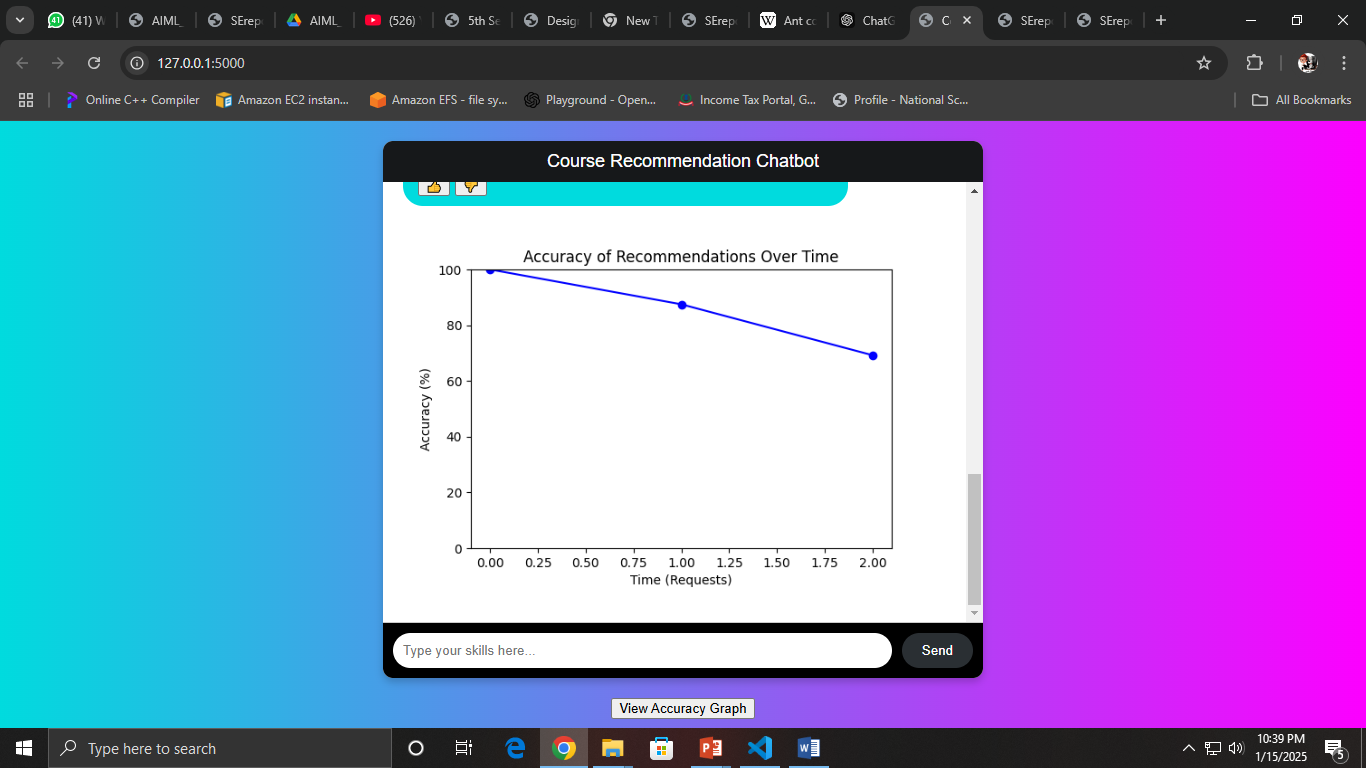 41 (41) W
AIML_
SErep
AIML_
(526)
5th Se
Design
New T
SErep
Ant co
ChatG
C
SErep
SErep
127.0.0.1:5000
Online C++ Compiler
Amazon EC2 instan...
Amazon EFS - file sy...
Playground - Open...
Income Tax Portal, G...
Profile - National Sc...
All Bookmarks
Course Recommendation Chatbot
Accuracy of Recommendations Over Time
Accuracy (%)
100
80
60
40
20
0
0.00 0.25 0.50 0.75 1.00 1.25 1.50 1.75 2.00
Time (Requests)
Type your skills here...
Send
View Accuracy Graph
Type here to search
10:39 PM
1/15/2025
5